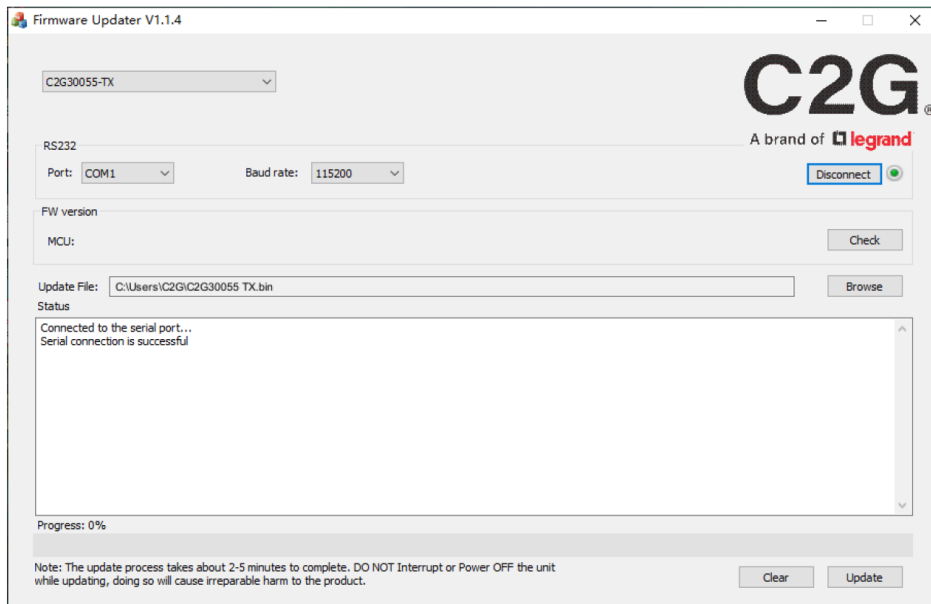 Firmware Updater V1.1.4
C2G30055-TX
C2G®
A brand of legrand
RS232
Port: COM1 Baud rate: 115200 Disconnect
FW version
MCU: Check
Update File: C:\Users\C2G\C2G30055 TX.bin Browse
Status
Connected to the serial port...
Serial connection is successful
Progress: 0%
Note: The update process takes about 2-5 minutes to complete. DO NOT Interrupt or Power OFF the unit
while updating, doing so will cause irreparable harm to the product.
Clear Update